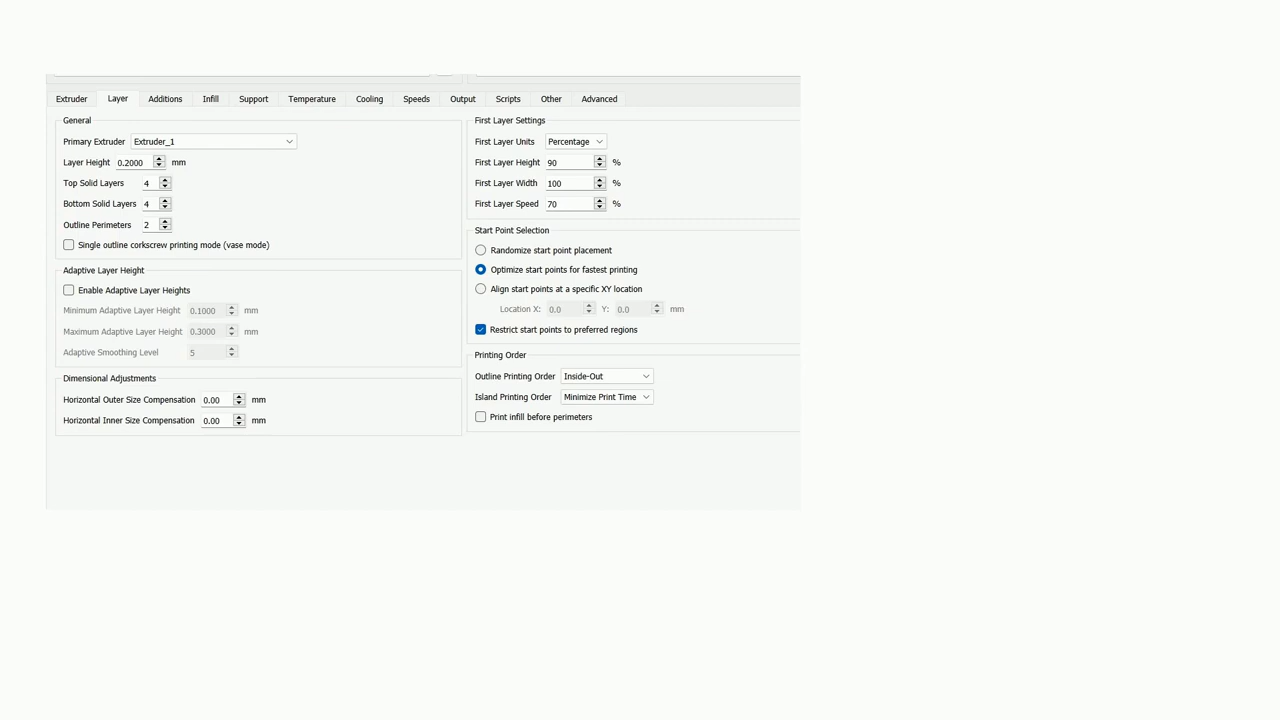 Extruder Layer Additions Infill Support Temperature Cooling Speeds Output Scripts Other Advanced
General
Primary Extruder Extruder_1
Layer Height 0.2000 mm
Top Solid Layers 4
Bottom Solid Layers 4
Outline Perimeters 2
Single outline corkscrew printing mode (vase mode)
Adaptive Layer Height
Enable Adaptive Layer Heights
Minimum Adaptive Layer Height 0.1000 mm
Maximum Adaptive Layer Height 0.3000 mm
Adaptive Smoothing Level 5
Dimensional Adjustments
Horizontal Outer Size Compensation 0.00 mm
Horizontal Inner Size Compensation 0.00 mm
First Layer Settings
First Layer Units Percentage
First Layer Height 90 %
First Layer Width 100 %
First Layer Speed 70 %
Start Point Selection
Randomize start point placement
Optimize start points for fastest printing
Align start points at a specific XY location
Location X: 0.0 Y: 0.0 mm
Restrict start points to preferred regions
Printing Order
Outline Printing Order Inside-Out
Island Printing Order Minimize Print Time
Print infill before perimeters